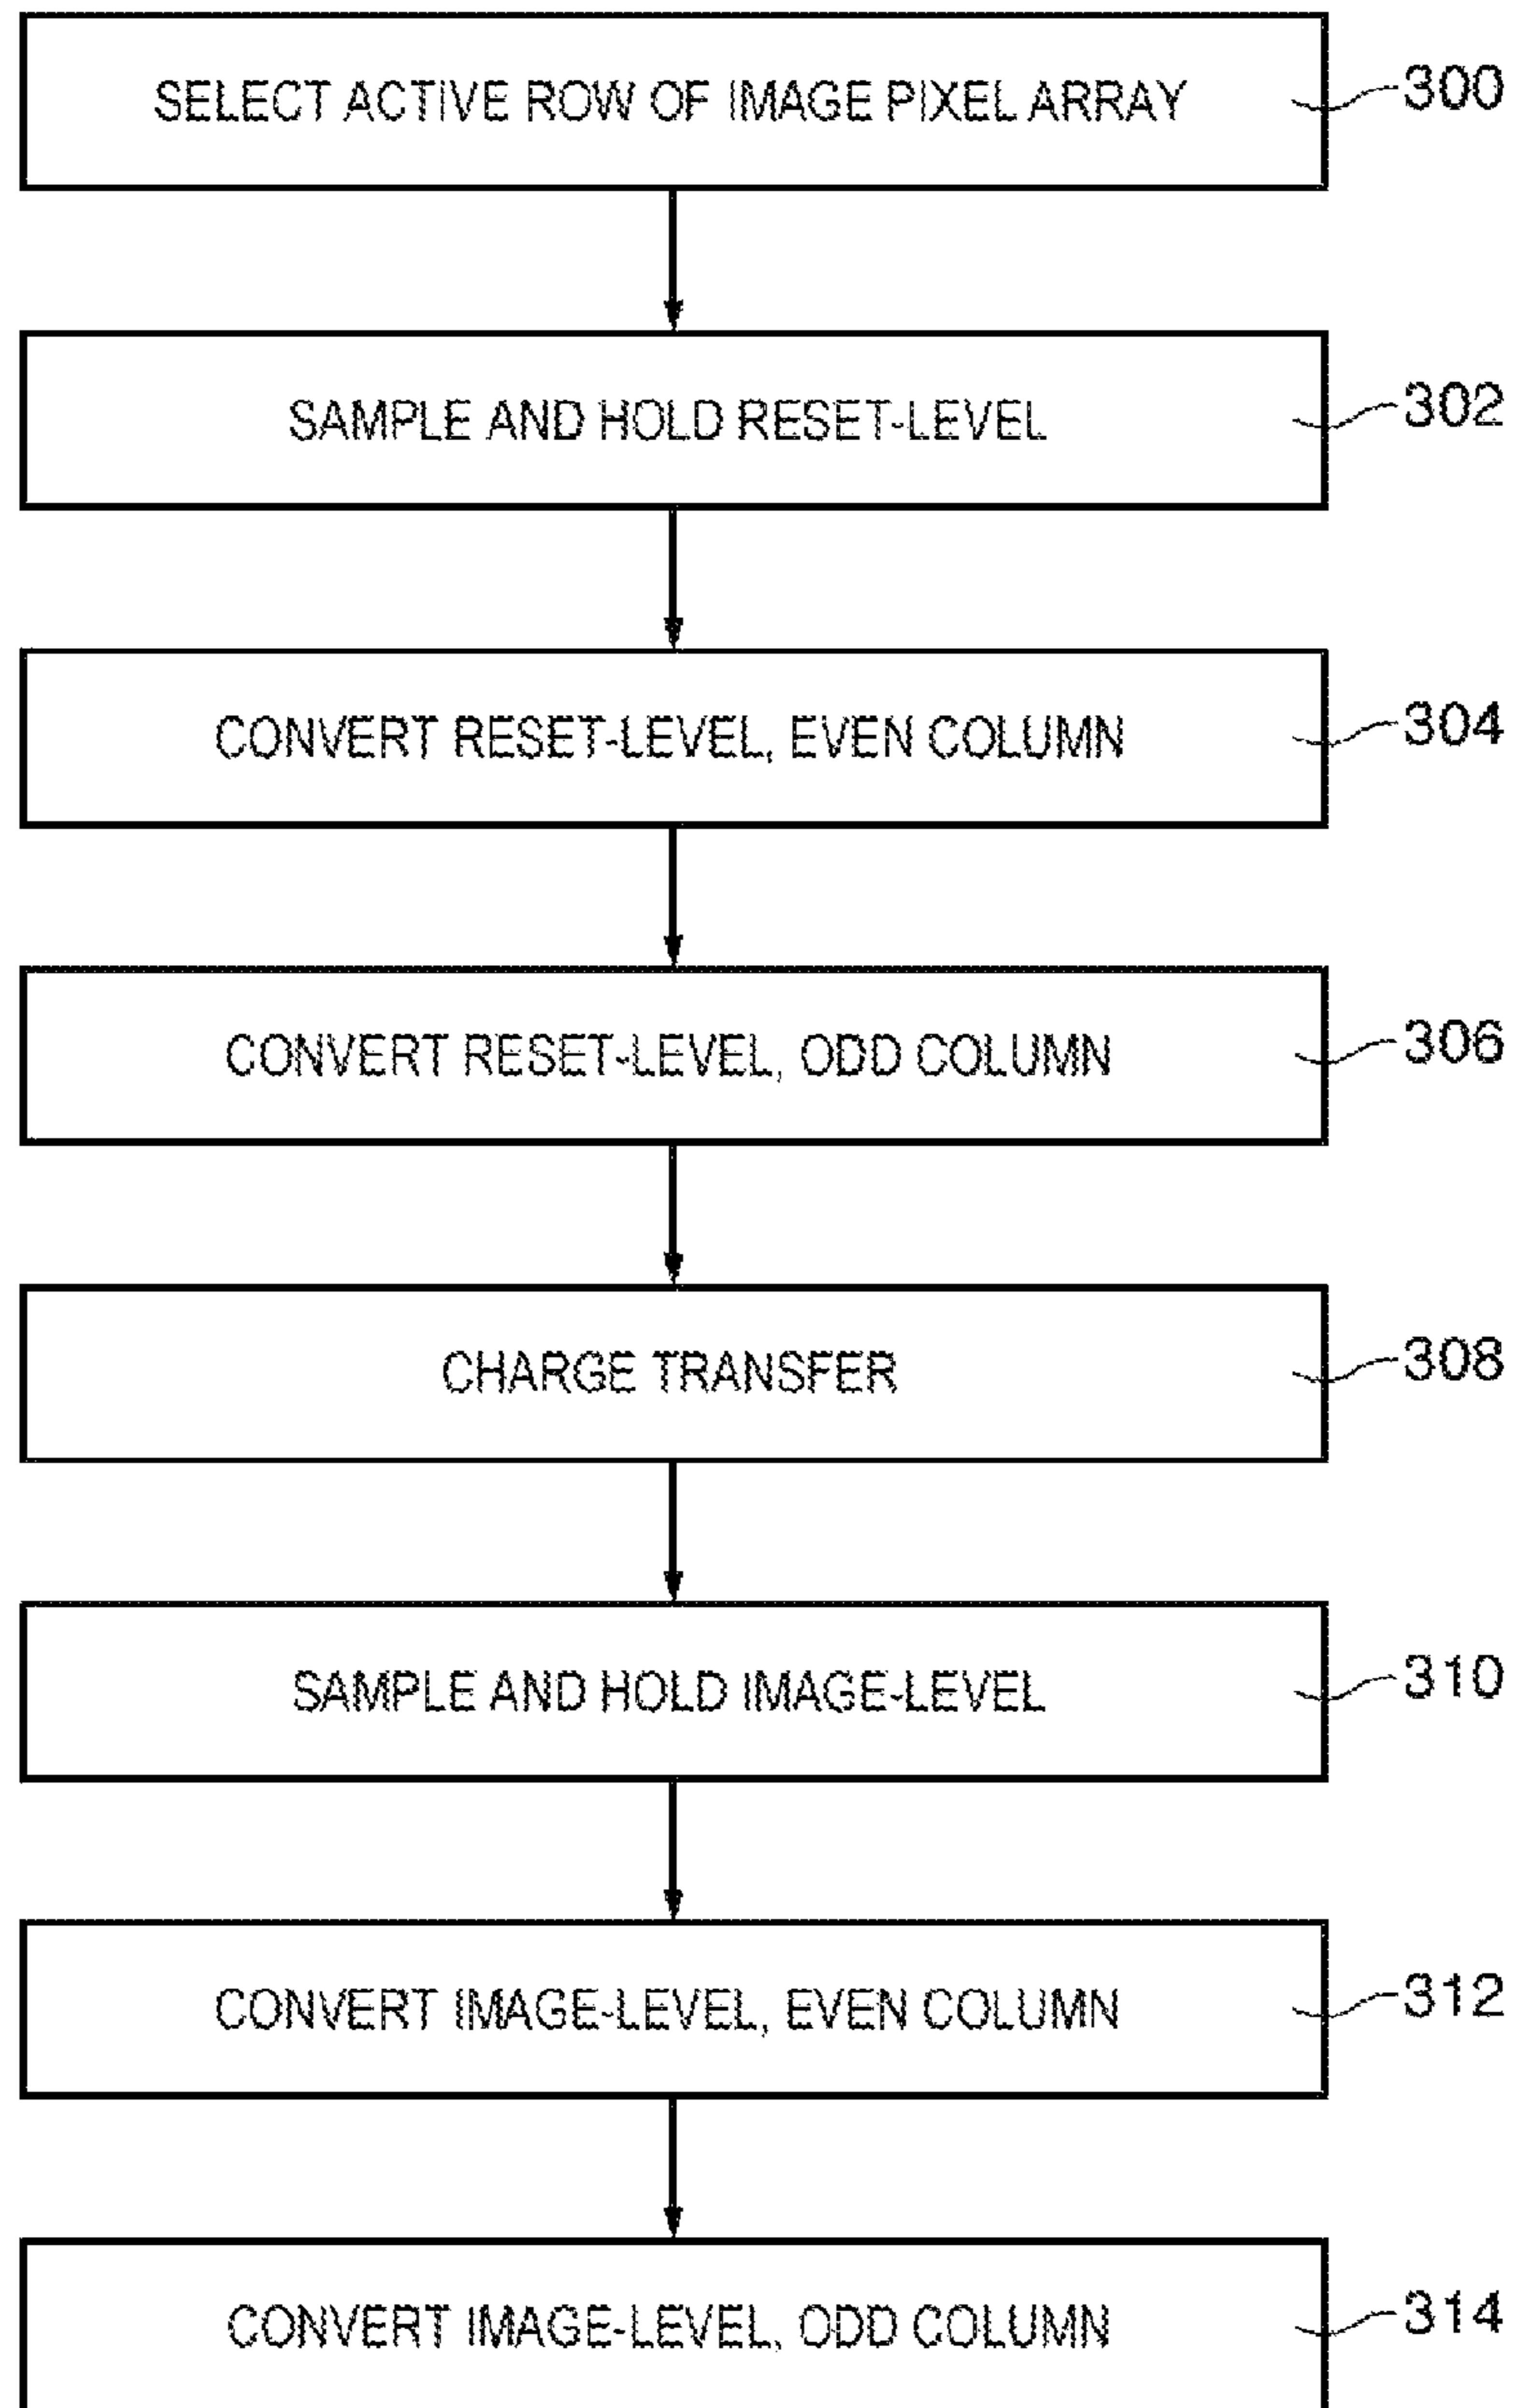 SELECT ACTIVE ROW OF IMAGE PIXEL ARRAY 300
SAMPLE AND HOLD RESET-LEVEL 302
CONVERT RESET-LEVEL, EVEN COLUMN 304
CONVERT RESET-LEVEL, ODD COLUMN 306
CHARGE TRANSFER 308
SAMPLE AND HOLD IMAGE-LEVEL 310
CONVERT IMAGE-LEVEL, EVEN COLUMN 312
CONVERT IMAGE-LEVEL, ODD COLUMN 314